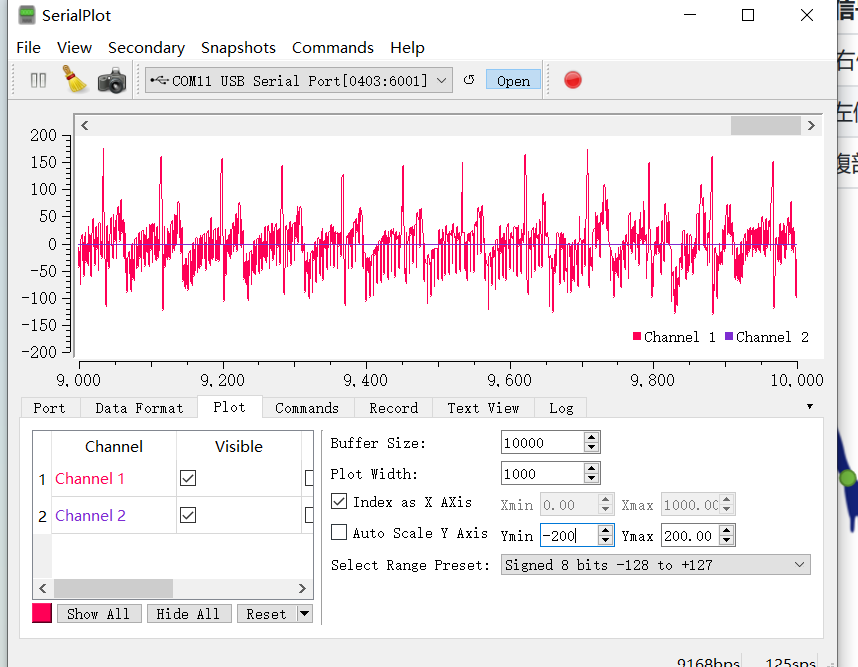 SerialPlot
File View Secondary Snapshots Commands Help
COM11 USB Serial Port[0403:6001] Open
200
150
100
50
0
-50
-100
-150
-200
Channel 1 Channel 2
9,000 9,200 9,400 9,600 9,800 10,000
Port Data Format Plot Commands Record Text View Log
Channel Visible
1 Channel 1
2 Channel 2
Show All Hide All Reset
Buffer Size: 10000
Plot Width: 1000
Index as X AXis Xmin 0.00 Xmax 1000.00
Auto Scale Y Axis Ymin -200 Ymax 200.00
Select Range Preset: Signed 8 bits -128 to +127
9168bps 125sps
右
左
腹部